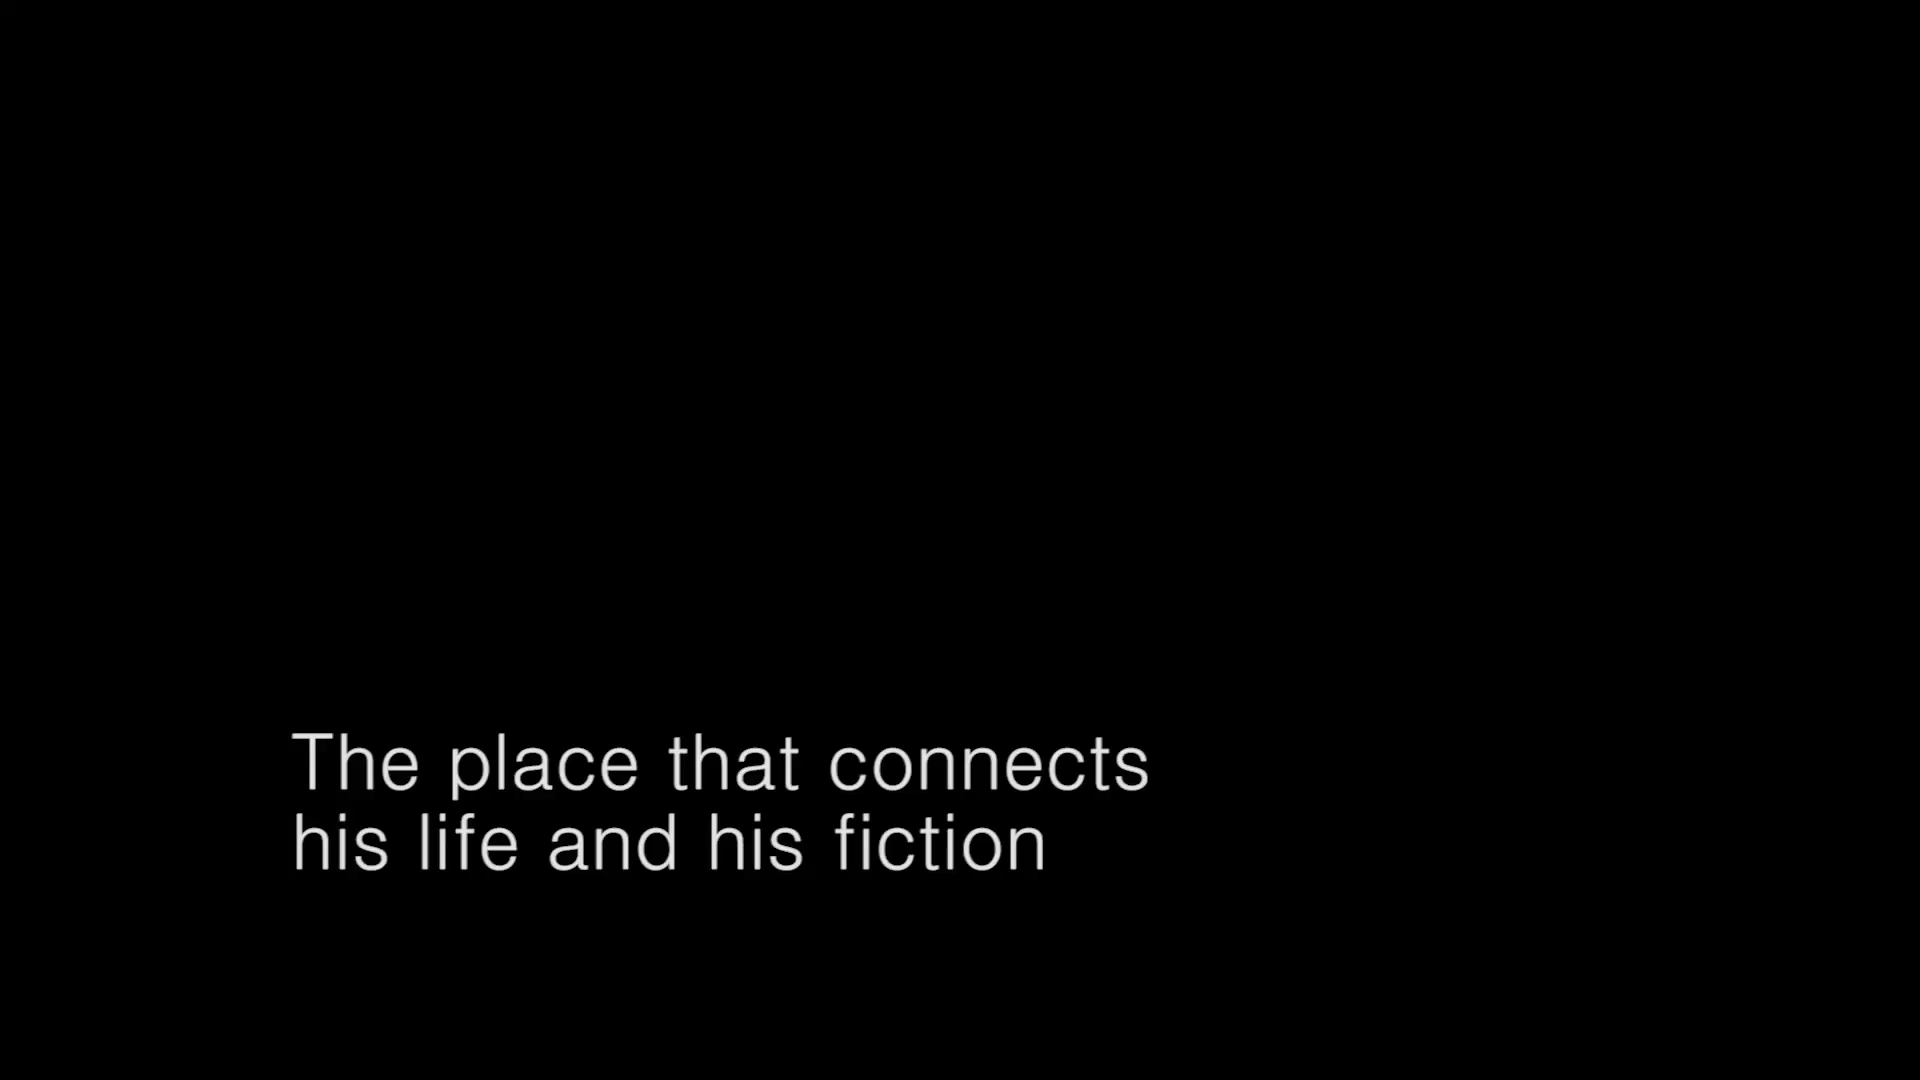 The place that connects
his life and his fiction